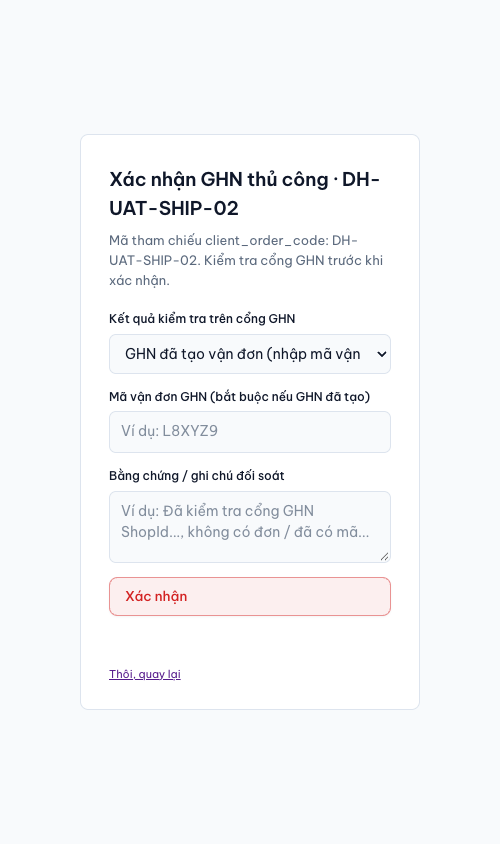 Xác nhận GHN thủ công · DH-
UAT-SHIP-02
Mã tham chiếu client_order_code: DH-
UAT-SHIP-02. Kiểm tra cổng GHN trước khi
xác nhận.
Kết quả kiểm tra trên cổng GHN
GHN đã tạo vận đơn (nhập mã vận
Mã vận đơn GHN (bắt buộc nếu GHN đã tạo)
Ví dụ: L8XYZ9
Bằng chứng / ghi chú đối soát
Ví dụ: Đã kiểm tra cổng GHN
ShopId..., không có đơn / đã có mã...
Xác nhận
Thôi, quay lại